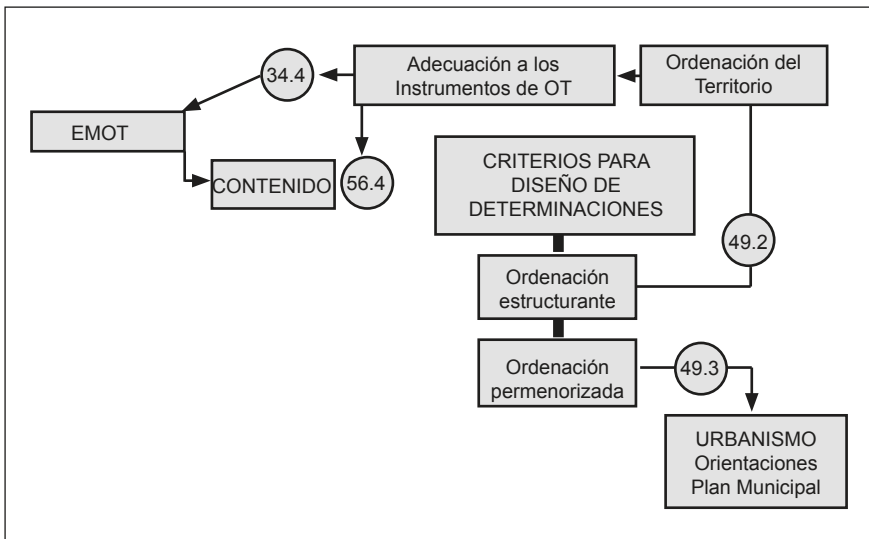 34.4
Adecuación a los
Instrumentos de OT
Ordenación del
Territorio
EMOT
CONTENIDO
56.4
CRITERIOS PARA
DISEÑO DE
DETERMINACIONES
49.2
Ordenación
estructurante
Ordenación
permenorizada
49.3
URBANISMO
Orientaciones
Plan Municipal